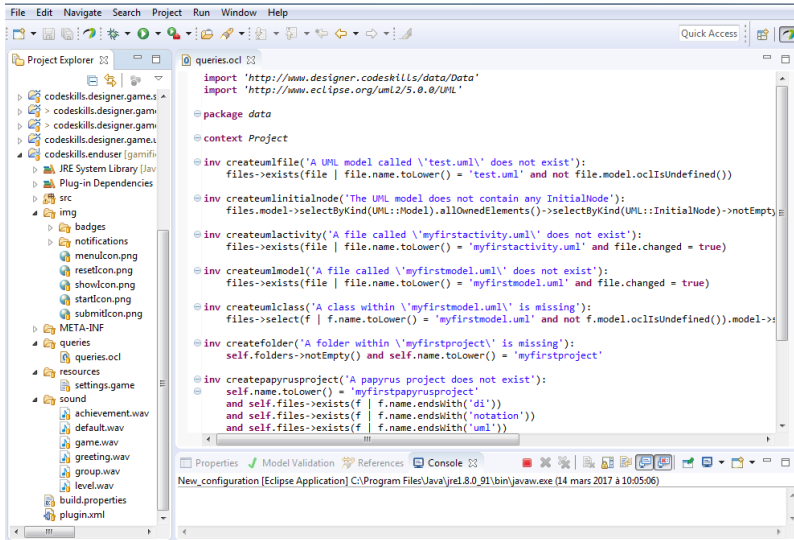 File Edit Navigate Search Project Run Window Help
Quick Access
Project Explorer
codeskills.designer.game.s
> codeskills.designer.game
> codeskills.designer.game
codeskills.designer.game.u
codeskills.enduser [gamifi
JRE System Library [Jav
Plug-in Dependencies
src
img
badges
notifications
menuIcon.png
resetIcon.png
showIcon.png
startIcon.png
submitIcon.png
META-INF
queries
queries.ocl
resources
settings.game
sound
achievement.wav
default.wav
game.wav
greeting.wav
group.wav
level.wav
build.properties
plugin.xml
queries.ocl
import 'http://www.designer.codeskills/data/Data'
import 'http://www.eclipse.org/uml2/5.0.0/UML'
package data
context Project
inv createumlfile('A UML model called \'test.uml\' does not exist'):
files->exists(file | file.name.toLower() = 'test.uml' and not file.model.oclIsUndefined())
inv createumlinitialnode('The UML model does not contain any InitialNode'):
files.model->selectByKind(UML::Model).allOwnedElements()->selectByKind(UML::InitialNode)->notEmpty
inv createumlactivity('A file called \'myfirstactivity.uml\' does not exist'):
files->exists(file | file.name.toLower() = 'myfirstactivity.uml' and file.changed = true)
inv createumlmodel('A file called \'myfirstmodel.uml\' does not exist'):
files->exists(file | file.name.toLower() = 'myfirstmodel.uml' and file.changed = true)
inv createumlclass('A class within \'myfirstmodel.uml\' is missing'):
files->select(f | f.name.toLower() = 'myfirstmodel.uml' and not f.model.oclIsUndefined()).model->s
inv createfolder('A folder within \'myfirstproject\' is missing'):
self.folders->notEmpty() and self.name.toLower() = 'myfirstproject'
inv createpapyrusproject('A papyrus project does not exist'):
self.name.toLower() = 'myfirstpapyrusproject'
and self.files->exists(f | f.name.endsWith('di'))
and self.files->exists(f | f.name.endsWith('notation'))
and self.files->exists(f | f.name.endsWith('uml'))
Properties Model Validation References Console
New_configuration [Eclipse Application] C:\Program Files\Java\jre1.8.0_91\bin\javaw.exe (14 mars 2017 à 10:05:06)